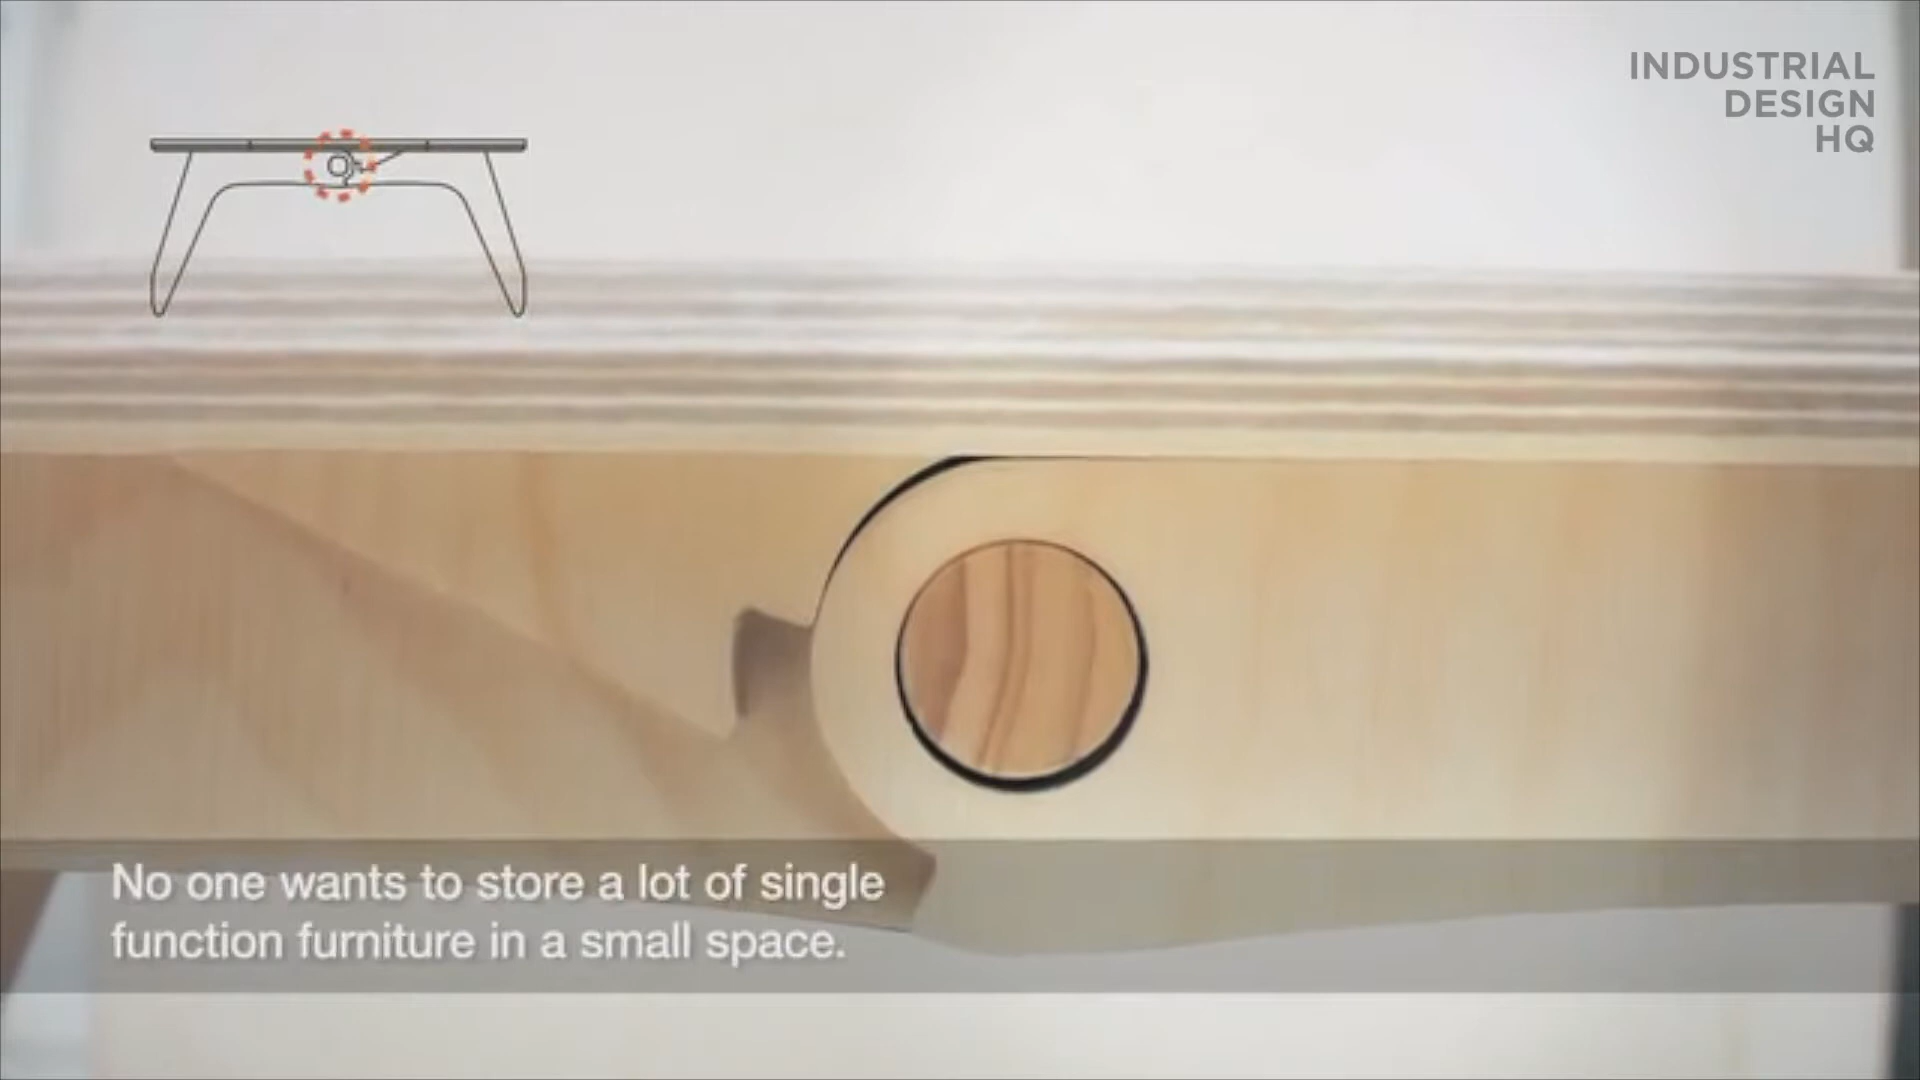 INDUSTRIAL
DESIGN
HQ
No one wants to store a lot of single
function furniture in a small space.